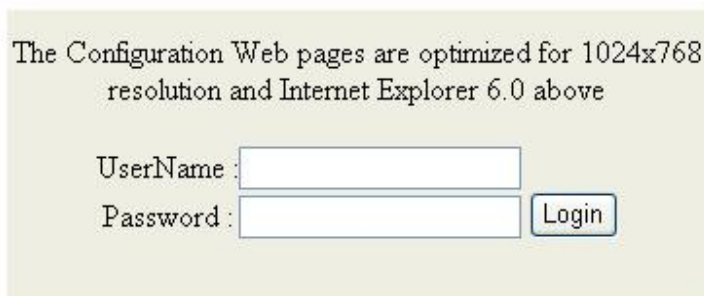 The Configuration Web pages are optimized for 1024x768
resolution and Internet Explorer 6.0 above
UserName :
Password :
Login